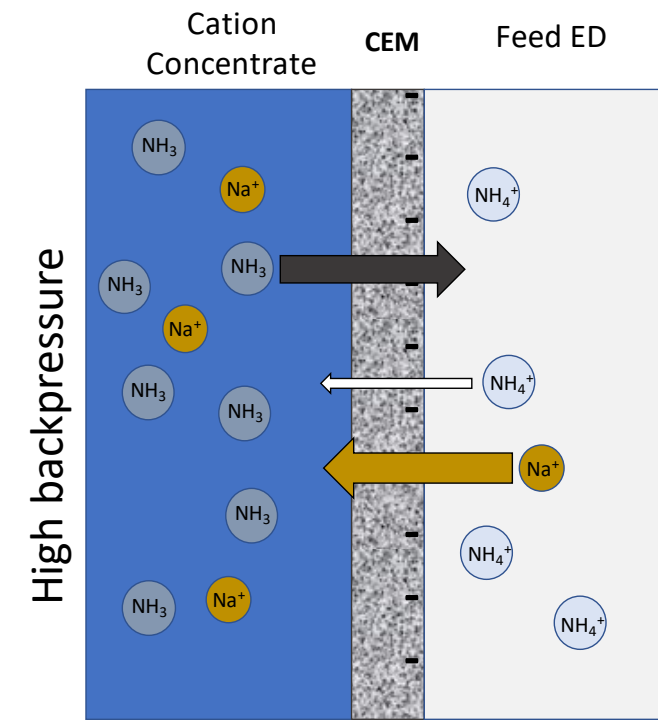 Cation
Concentrate
CEM
Feed ED
High backpressure
NH₃
Na⁺
NH₄⁺
NH₃
NH₃
Na⁺
NH₃
NH₄⁺
NH₃
Na⁺
NH₃
NH₄⁺
NH₃
Na⁺
NH₄⁺